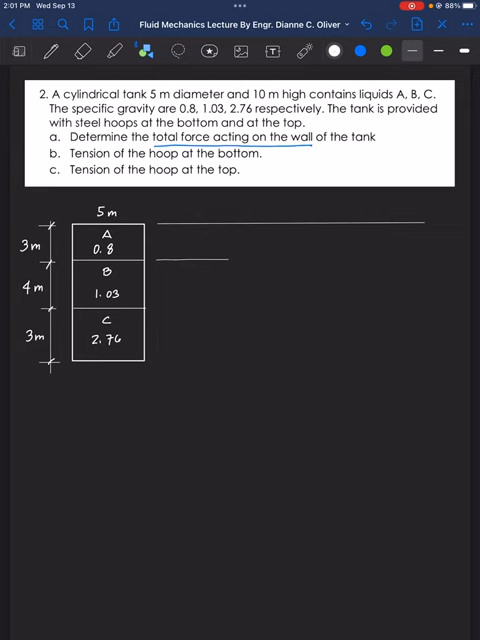 2:01 PM Wed Sep 13
88%
Fluid Mechanics Lecture By Engr. Dianne C. Oliver
2. A cylindrical tank 5 m diameter and 10 m high contains liquids A, B, C.
The specific gravity are 0.8, 1.03, 2.76 respectively. The tank is provided
with steel hoops at the bottom and at the top.
a. Determine the total force acting on the wall of the tank
b. Tension of the hoop at the bottom.
c. Tension of the hoop at the top.
5 m
3m
A
0.8
4 m
B
1.03
3m
C
2.76